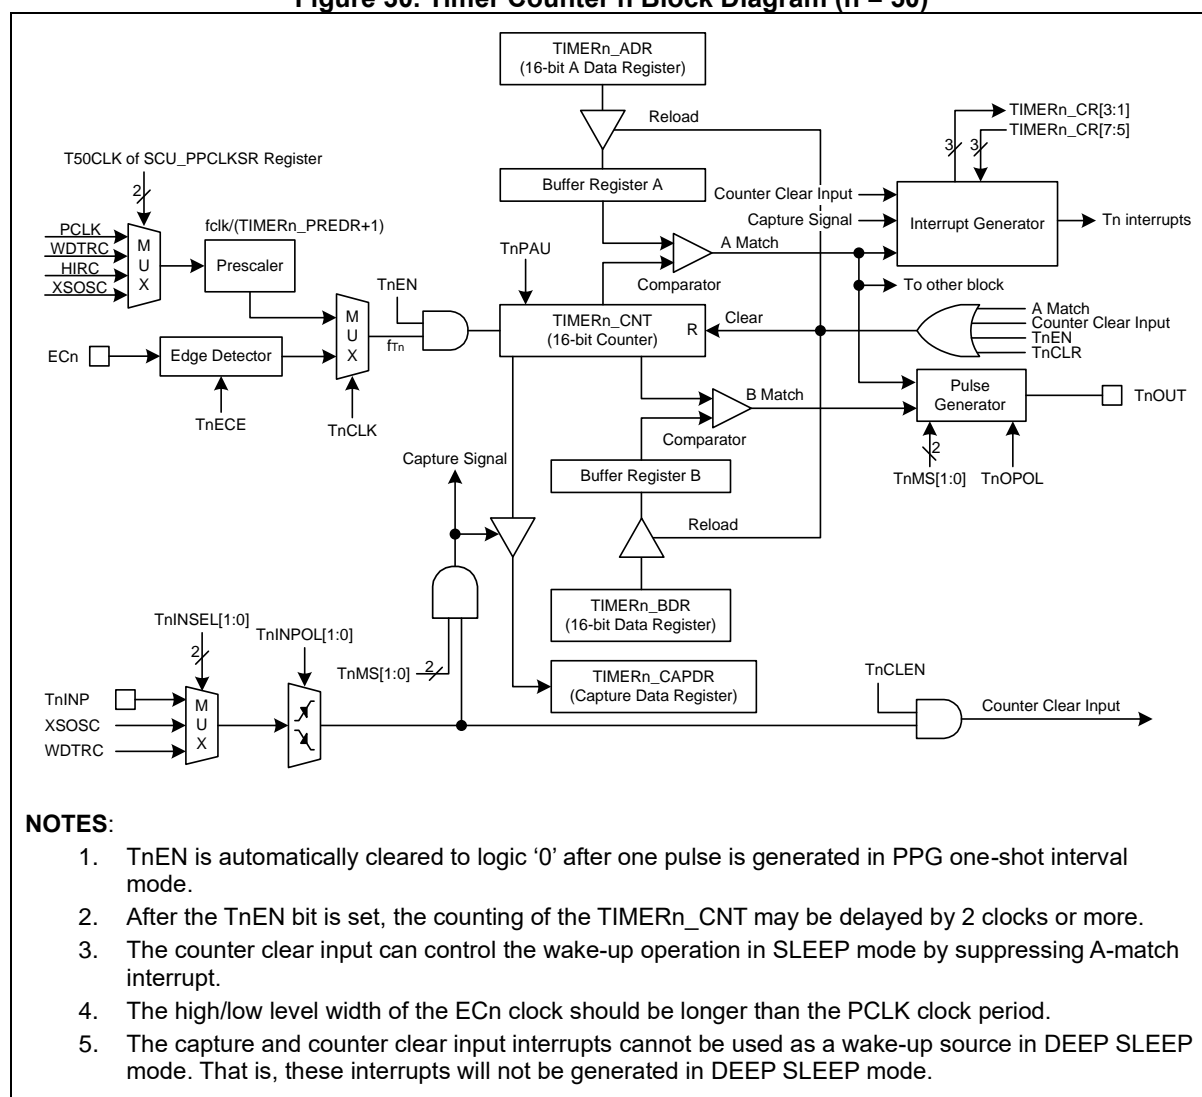 Figure 50: Timer Counter n Block Diagram (n = 50)
TIMERn_ADR
(16-bit A Data Register)
Reload
TIMERn_CR[3:1]
TIMERn_CR[7:5]
3
3
T50CLK of SCU_PPCLKSR Register
2
Buffer Register A
Counter Clear Input
Capture Signal
Interrupt Generator
Tn interrupts
PCLK
WDTRC
HIRC
XSOSC
MUX
fclk/(TIMERn_PREDR+1)
Prescaler
TnPAU
A Match
Comparator
To other block
TnEN
MUX
fTn
TIMERn_CNT
(16-bit Counter)
R
Clear
A Match
Counter Clear Input
TnEN
TnCLR
ECn
Edge Detector
TnECE
TnCLK
B Match
Comparator
Pulse
Generator
TnOUT
2
TnMS[1:0]
TnOPOL
Capture Signal
Buffer Register B
Reload
TIMERn_BDR
(16-bit Data Register)
TnINSEL[1:0]
2
TnINPOL[1:0]
TnMS[1:0]
2
TIMERn_CAPDR
(Capture Data Register)
TnCLEN
TnINP
XSOSC
WDTRC
MUX
Counter Clear Input
NOTES:
1. TnEN is automatically cleared to logic ‘0’ after one pulse is generated in PPG one-shot interval
mode.
2. After the TnEN bit is set, the counting of the TIMERn_CNT may be delayed by 2 clocks or more.
3. The counter clear input can control the wake-up operation in SLEEP mode by suppressing A-match
interrupt.
4. The high/low level width of the ECn clock should be longer than the PCLK clock period.
5. The capture and counter clear input interrupts cannot be used as a wake-up source in DEEP SLEEP
mode. That is, these interrupts will not be generated in DEEP SLEEP mode.